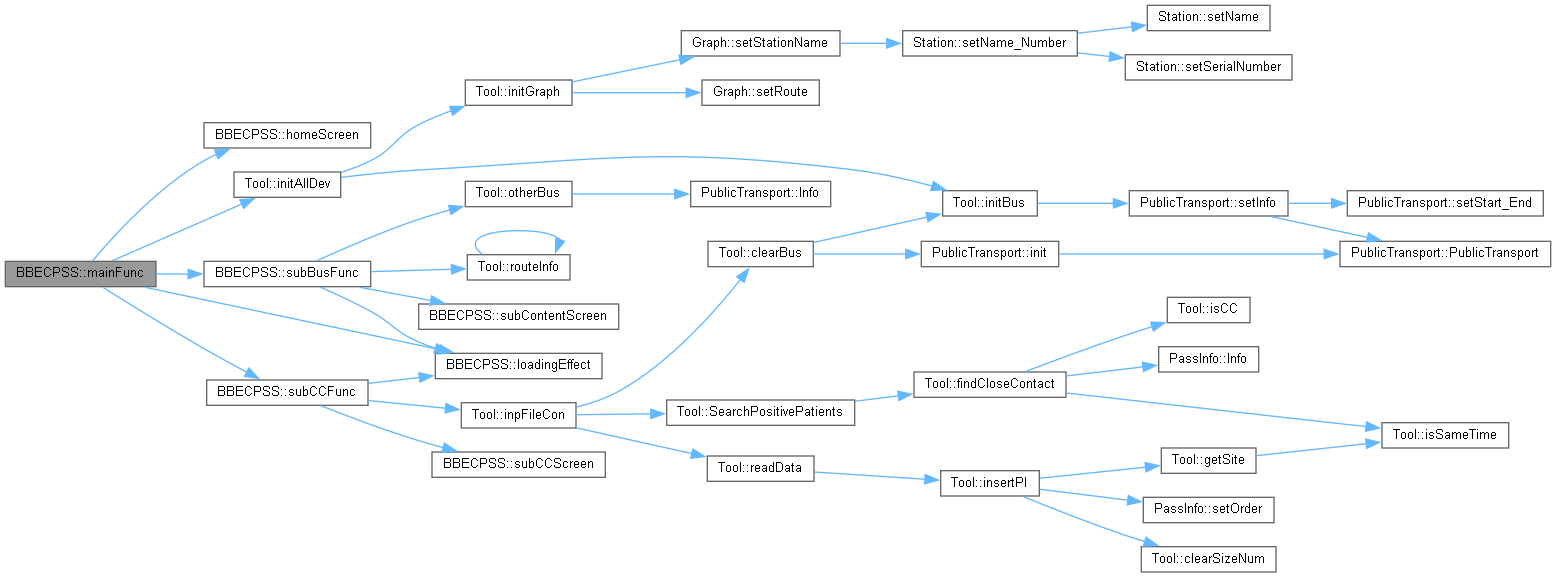 Station::setName
Graph::setStationName
Station::setName_Number
Station::setSerialNumber
Tool::initGraph
Graph::setRoute
BBECPSS::homeScreen
Tool::initAllDev
Tool::otherBus
PublicTransport::Info
Tool::initBus
PublicTransport::setInfo
PublicTransport::setStart_End
BBECPSS::mainFunc
BBECPSS::subBusFunc
Tool::routeInfo
Tool::clearBus
PublicTransport::init
PublicTransport::PublicTransport
BBECPSS::subContentScreen
Tool::isCC
BBECPSS::loadingEffect
PassInfo::Info
BBECPSS::subCCFunc
Tool::findCloseContact
Tool::inpFileCon
Tool::SearchPositivePatients
Tool::isSameTime
BBECPSS::subCCScreen
Tool::readData
Tool::getSite
Tool::insertPI
PassInfo::setOrder
Tool::clearSizeNum